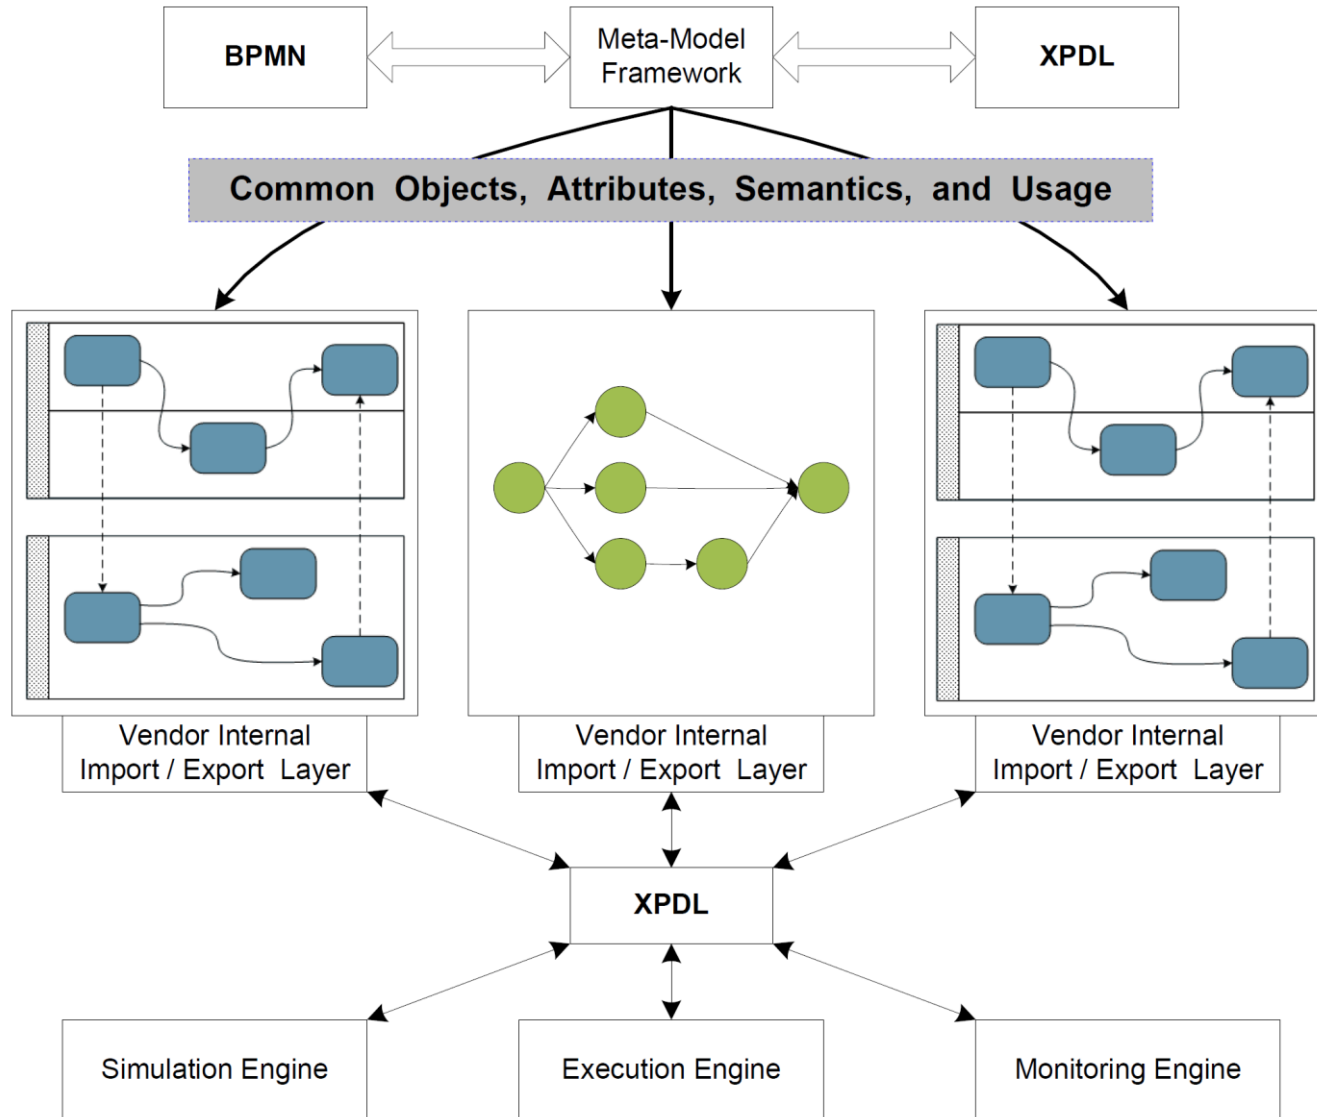 BPMN
Meta-Model
Framework
XPDL
Common Objects, Attributes, Semantics, and Usage
Vendor Internal
Import / Export Layer
Vendor Internal
Import / Export Layer
Vendor Internal
Import / Export Layer
XPDL
Simulation Engine
Execution Engine
Monitoring Engine